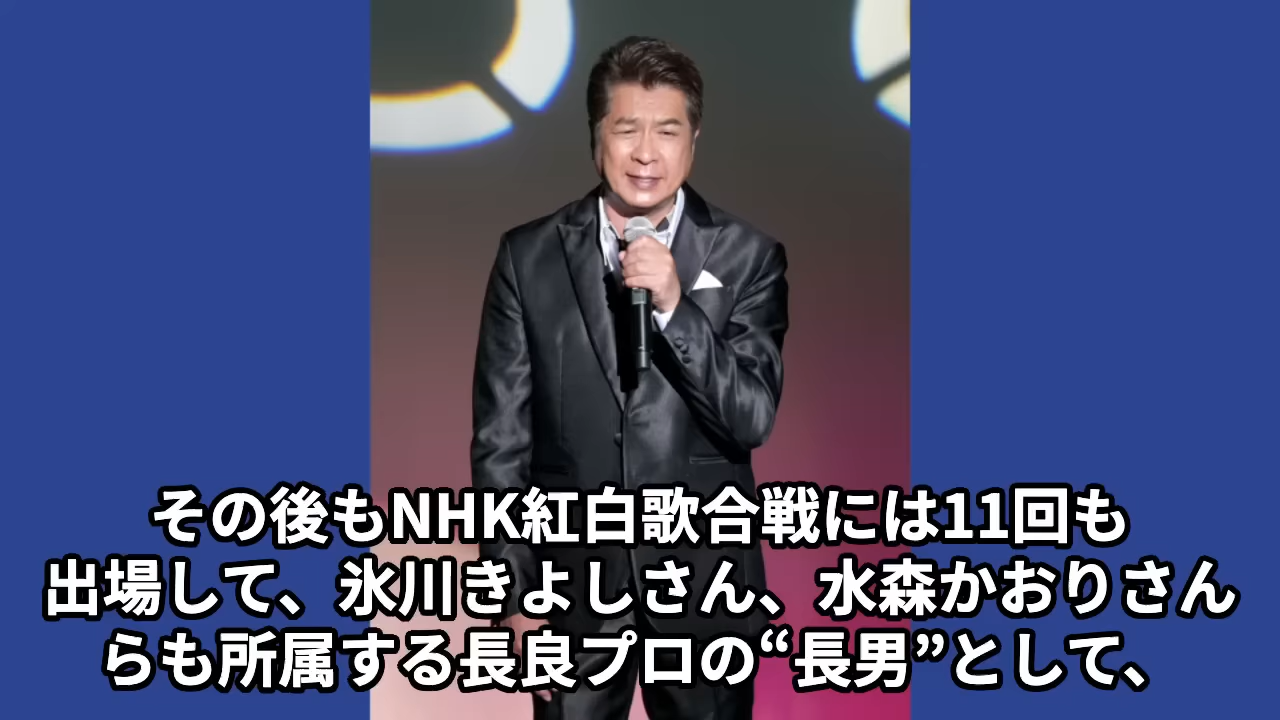 その後もNHK紅白歌合戦には11回も
出場して、氷川きよしさん、水森かおりさん
らも所属する長良プロの“長男”として、